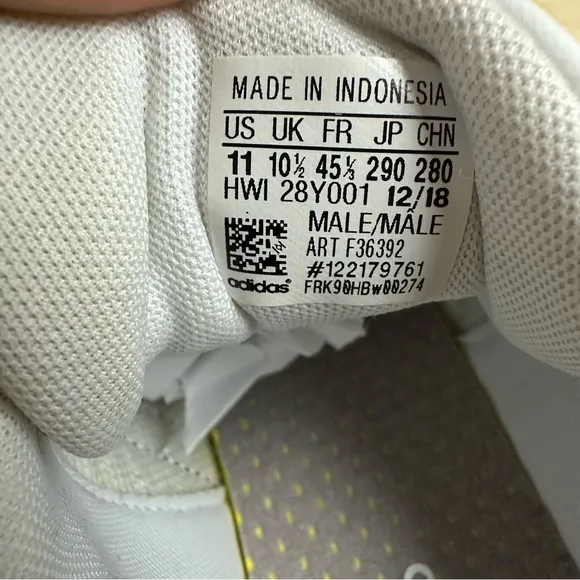 MADE IN INDONESIA
US UK FR JP CHN
11 10½ 45⅓ 290 280
HWI 28Y001 12/18
MALE/MÂLE
ART F36392
#122179761
adidas® FRK90HBw00274